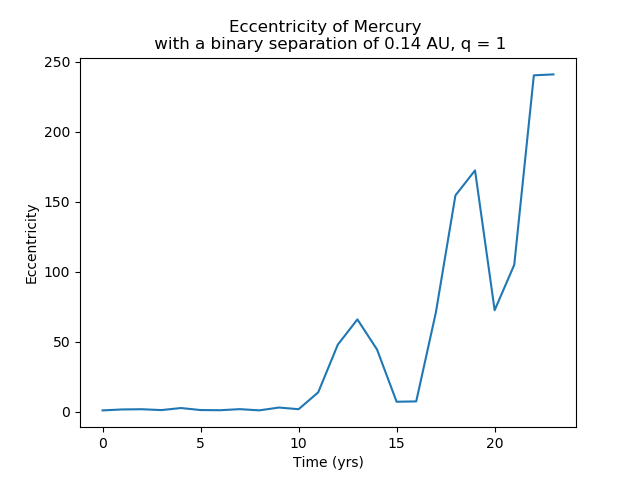 Eccentricity of Mercury
with a binary separation of 0.14 AU, q = 1
250
200
150
100
50
0
Eccentricity
0 5 10 15 20
Time (yrs)